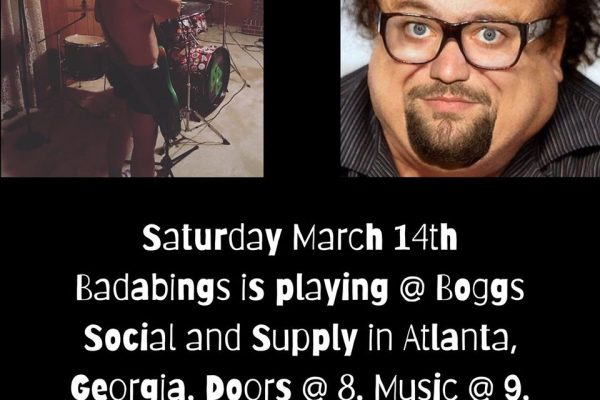 Saturday March 14th
Badabings is playing @ Boggs
Social and Supply in Atlanta,
Georgia. Doors @ 8. Music @ 9.